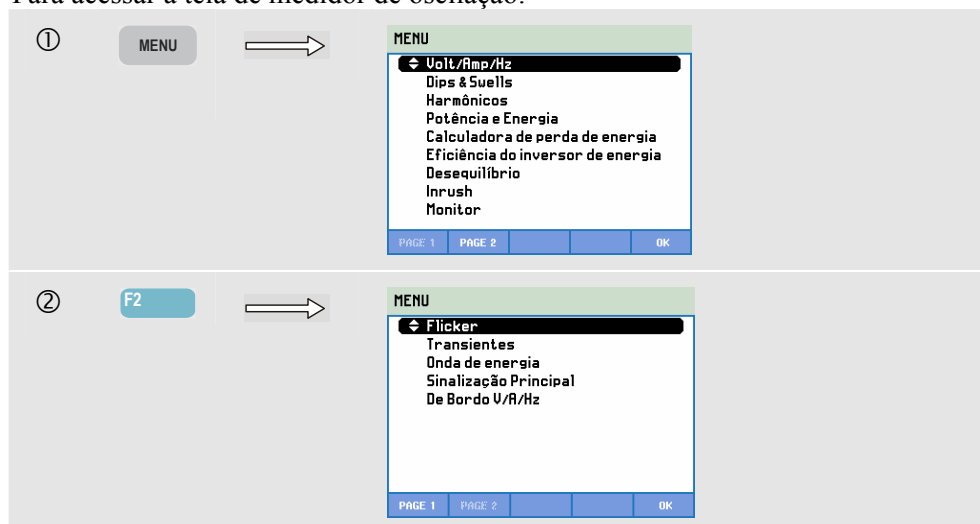 Para acessar a tela de medidor de oscilação:
①
MENU
MENU
Volt/Amp/Hz
Dips & Swells
Harmônicos
Potência e Energia
Calculadora de perda de energia
Eficiência do inversor de energia
Desequilíbrio
Inrush
Monitor
PAGE 1 PAGE 2 OK
②
F2
MENU
Flicker
Transientes
Onda de energia
Sinalização Principal
De Bordo V/A/Hz
PAGE 1 PAGE 2 OK